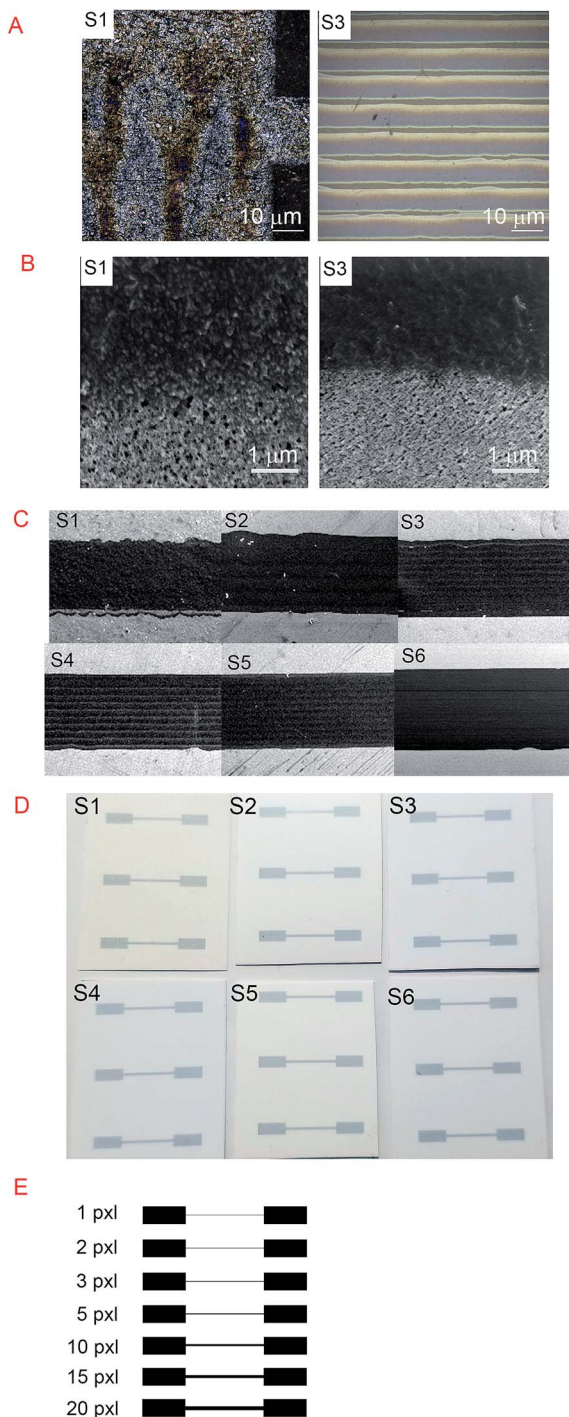 A
S1
S3
10 μm
10 μm
B
S1
S3
1 μm
1 μm
C
S1
S2
S3
S4
S5
S6
D
S1
S2
S3
S4
S5
S6
E
1 pxl
2 pxl
3 pxl
5 pxl
10 pxl
15 pxl
20 pxl